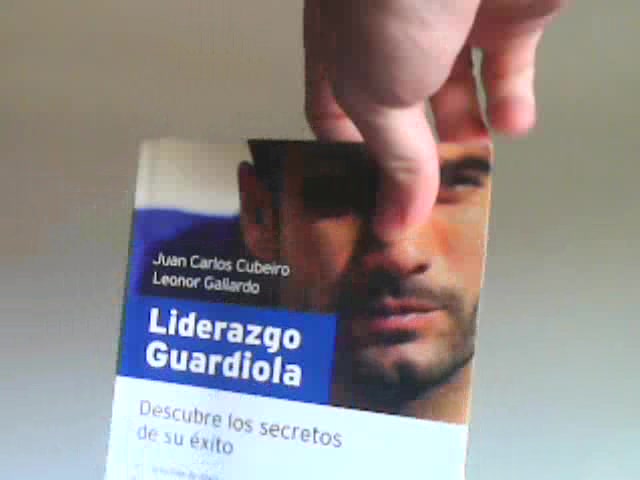 Juan Carlos Cubeiro
Leonor Gallardo
Liderazgo
Guardiola
Descubre los secretos
de su éxito